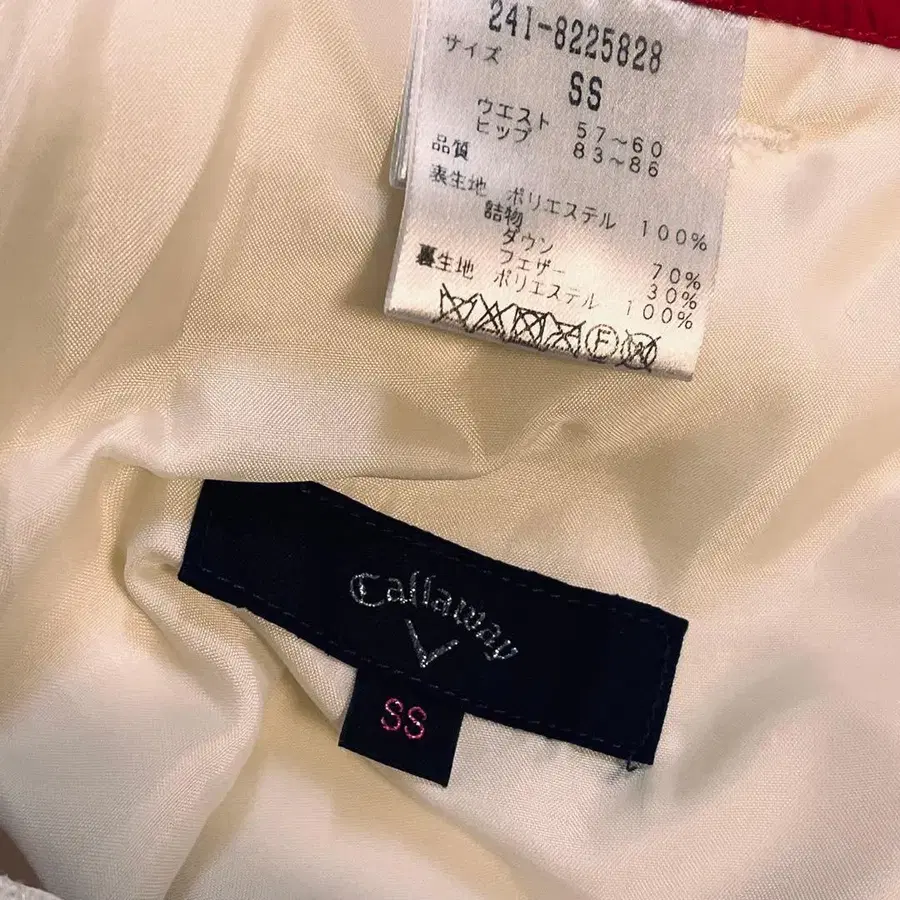 241-8225828
サイズ
SS
ウエスト 57～60
ヒップ 83～86
品質
表生地 ポリエステル 100%
詰物
ダウン 70%
フェザー 30%
裏生地 ポリエステル 100%
F
Callaway
SS